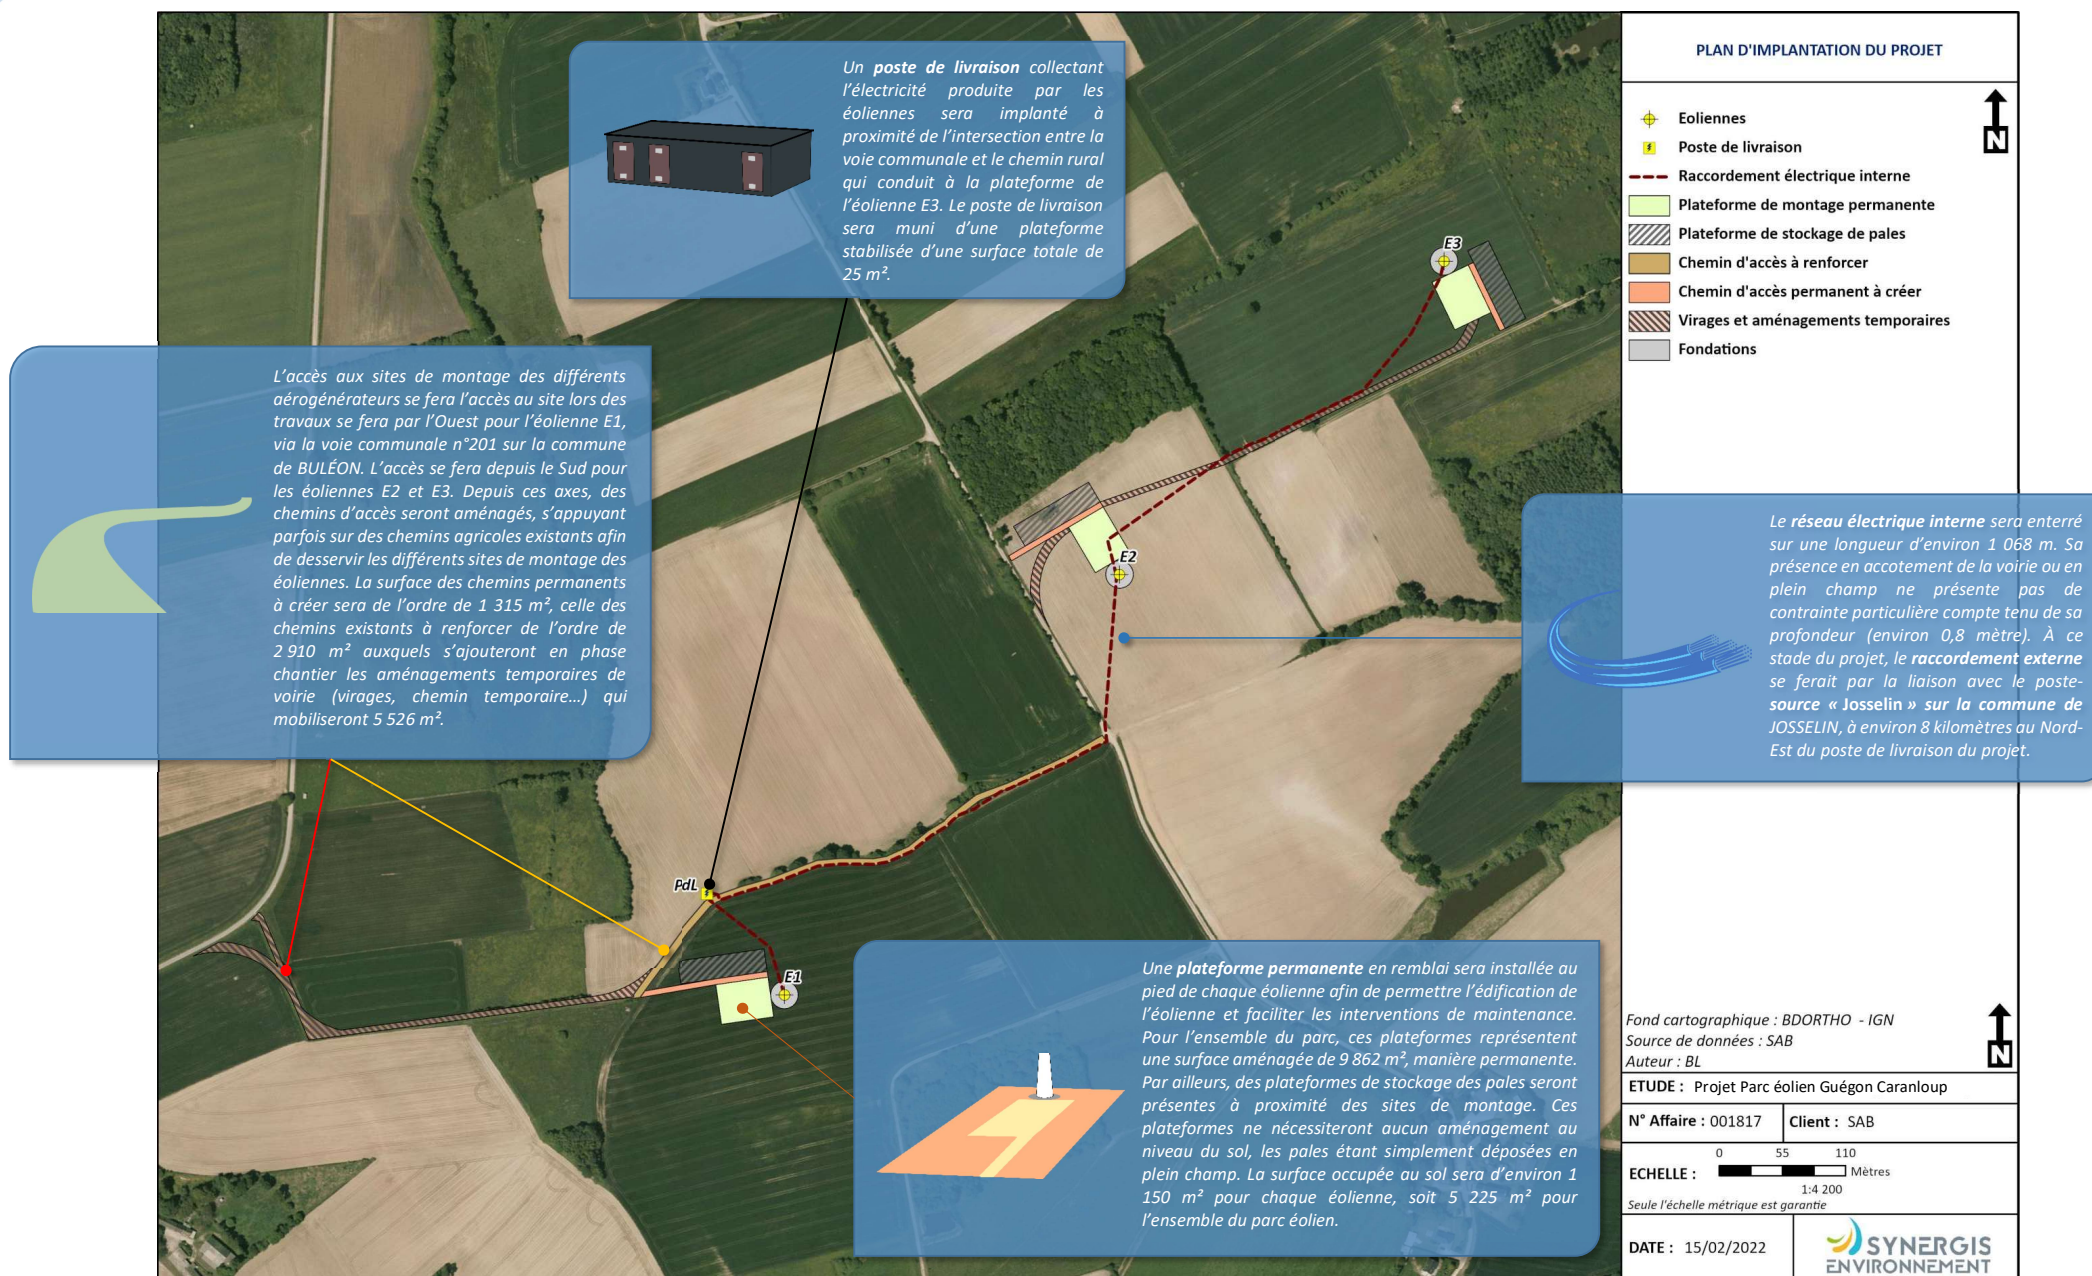 Un poste de livraison collectant
l'électricité produite par les
éoliennes sera implanté à
proximité de l'intersection entre la
voie communale et le chemin rural
qui conduit à la plateforme de
l'éolienne E3. Le poste de livraison
sera muni d'une plateforme
stabilisée d'une surface totale de
25 m².
L'accès aux sites de montage des différents
aérogénérateurs se fera l'accès au site lors des
travaux se fera par l'Ouest pour l'éolienne E1,
via la voie communale n°201 sur la commune
de BULÉON. L'accès se fera depuis le Sud pour
les éoliennes E2 et E3. Depuis ces axes, des
chemins d'accès seront aménagés, s'appuyant
parfois sur des chemins agricoles existants afin
de desservir les différents sites de montage des
éoliennes. La surface des chemins permanents
à créer sera de l'ordre de 1 315 m², celle des
chemins existants à renforcer de l'ordre de
2 910 m² auxquels s'ajouteront en phase
chantier les aménagements temporaires de
voirie (virages, chemin temporaire…) qui
mobiliseront 5 526 m².
E3
E2
PdL
E1
Le réseau électrique interne sera enterré
sur une longueur d'environ 1 068 m. Sa
présence en accotement de la voirie ou en
plein champ ne présente pas de
contrainte particulière compte tenu de sa
profondeur (environ 0,8 mètre). À ce
stade du projet, le raccordement externe
se ferait par la liaison avec le poste-
source « Josselin » sur la commune de
JOSSELIN, à environ 8 kilomètres au Nord-
Est du poste de livraison du projet.
Une plateforme permanente en remblai sera installée au
pied de chaque éolienne afin de permettre l'édification de
l'éolienne et faciliter les interventions de maintenance.
Pour l'ensemble du parc, ces plateformes représentent
une surface aménagée de 9 862 m², manière permanente.
Par ailleurs, des plateformes de stockage des pales seront
présentes à proximité des sites de montage. Ces
plateformes ne nécessiteront aucun aménagement au
niveau du sol, les pales étant simplement déposées en
plein champ. La surface occupée au sol sera d'environ 1
150 m² pour chaque éolienne, soit 5 225 m² pour
l'ensemble du parc éolien.
PLAN D'IMPLANTATION DU PROJET
N
Eoliennes
Poste de livraison
Raccordement électrique interne
Plateforme de montage permanente
Plateforme de stockage de pales
Chemin d'accès à renforcer
Chemin d'accès permanent à créer
Virages et aménagements temporaires
Fondations
Fond cartographique : BDORTHO - IGN
Source de données : SAB
Auteur : BL
N
ETUDE : Projet Parc éolien Guégon Caranloup
N° Affaire : 001817 Client : SAB
0 55 110
ECHELLE : Mètres
1:4 200
Seule l'échelle métrique est garantie
DATE : 15/02/2022
SYNERGIS
ENVIRONNEMENT